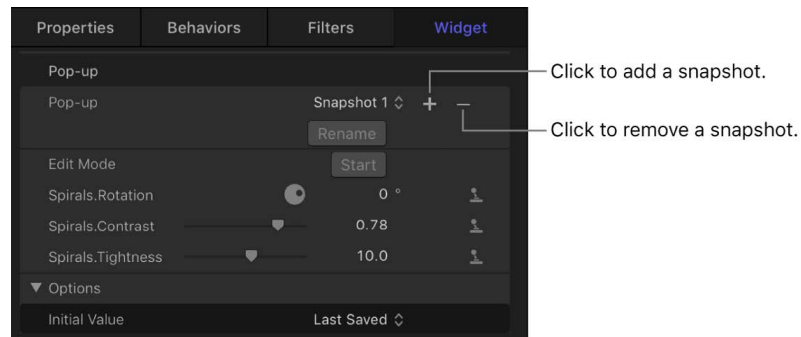 Properties Behaviors Filters Widget
Pop-up
Click to add a snapshot.
Pop-up Snapshot 1 + −
Click to remove a snapshot.
Rename
Edit Mode Start
Spirals.Rotation 0 °
Spirals.Contrast 0.78
Spirals.Tightness 10.0
Options
Initial Value Last Saved